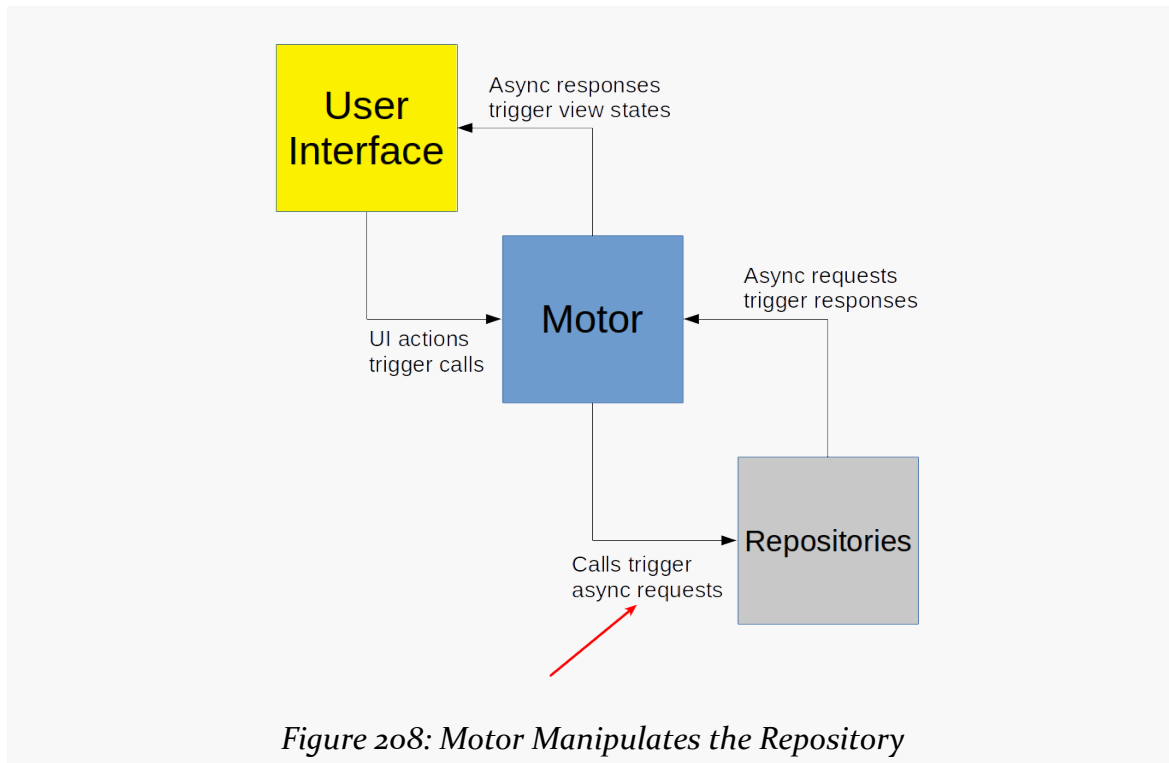 User
Interface
Async responses
trigger view states
UI actions
trigger calls
Motor
Async requests
trigger responses
Calls trigger
async requests
Repositories
Figure 208: Motor Manipulates the Repository